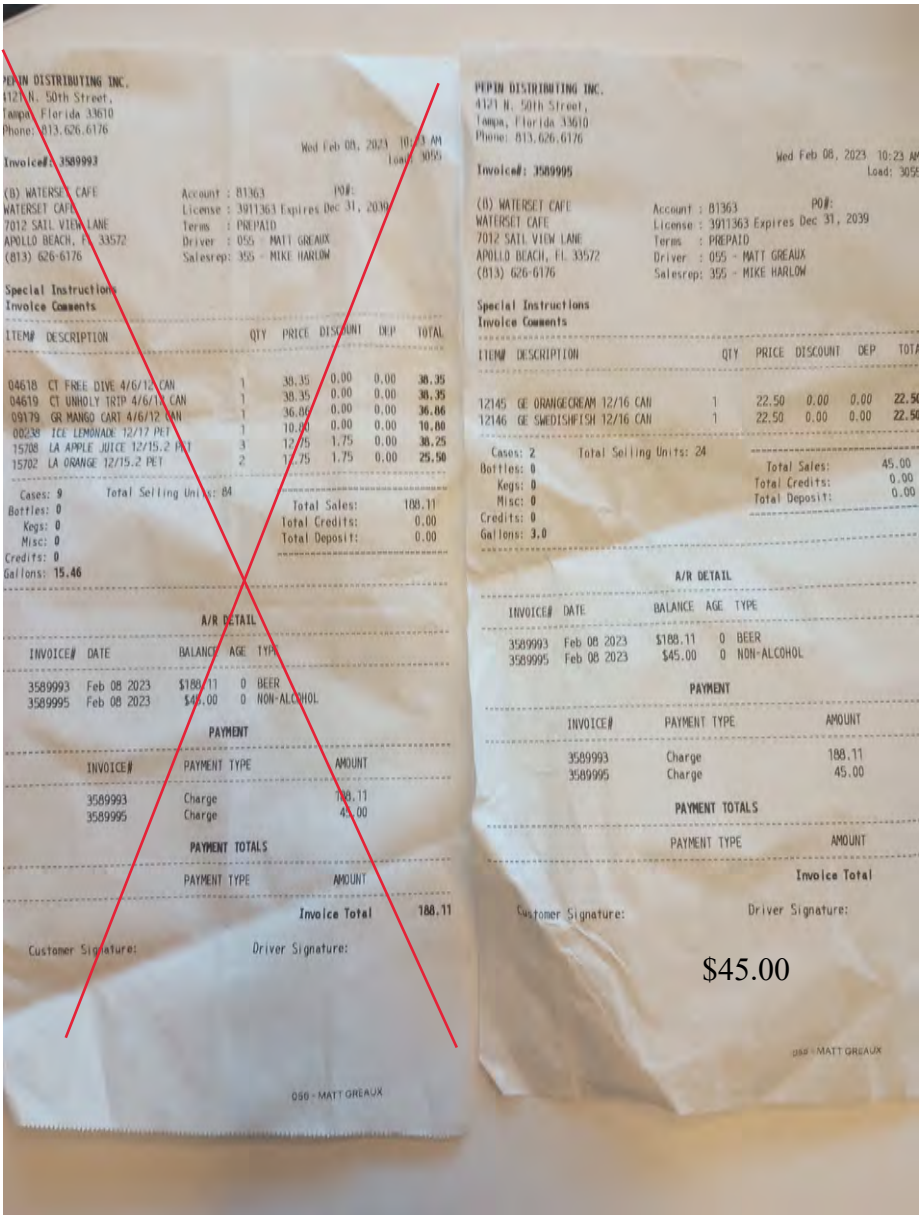 PEPIN DISTRIBUTING INC.
4121 N. 50th Street,
Tampa, Florida 33610
Phone: 813.626.6176
Wed Feb 08, 2023 10:23 AM
Load: 3055
Invoice#: 3589993
(B) WATERSET CAFE
WATERSET CAFE
7012 SAIL VIEW LANE
APOLLO BEACH, FL 33572
(813) 626-6176
Account : 81363 PO#:
License : 3911363 Expires Dec 31, 2039
Terms : PREPAID
Driver : 055 - MATT GREAUX
Salesrep: 355 - MIKE HARLOW
Special Instructions
Invoice Comments
ITEM# DESCRIPTION QTY PRICE DISCOUNT DEP TOTAL
04618 CT FREE DIVE 4/6/12 CAN 1 38.35 0.00 0.00 38.35
04619 CT UNHOLY TRIP 4/6/12 CAN 1 38.35 0.00 0.00 38.35
09179 GR MANGO CART 4/6/12 CAN 1 36.86 0.00 0.00 36.86
00238 ICE LEMONADE 12/17 PET 1 10.80 0.00 0.00 10.80
15708 LA APPLE JUICE 12/15.2 PET 3 12.75 1.75 0.00 38.25
15702 LA ORANGE 12/15.2 PET 2 12.75 1.75 0.00 25.50
Cases: 9 Total Selling Units: 84
Bottles: 0
Kegs: 0
Misc: 0
Credits: 0
Gallons: 15.46
Total Sales: 188.11
Total Credits: 0.00
Total Deposit: 0.00
A/R DETAIL
INVOICE# DATE BALANCE AGE TYPE
3589993 Feb 08 2023 $188.11 0 BEER
3589995 Feb 08 2023 $45.00 0 NON-ALCOHOL
PAYMENT
INVOICE# PAYMENT TYPE AMOUNT
3589993 Charge 188.11
3589995 Charge 45.00
PAYMENT TOTALS
PAYMENT TYPE AMOUNT
Invoice Total 188.11
Customer Signature: Driver Signature:
- MATT GREAUX
PEPIN DISTRIBUTING INC.
4121 N. 50th Street,
Tampa, Florida 33610
Phone: 813.626.6176
Wed Feb 08, 2023 10:23 AM
Load: 3055
Invoice#: 3589995
(B) WATERSET CAFE
WATERSET CAFE
7012 SAIL VIEW LANE
APOLLO BEACH, FL 33572
(813) 626-6176
Account : 81363 PO#:
License : 3911363 Expires Dec 31, 2039
Terms : PREPAID
Driver : 055 - MATT GREAUX
Salesrep: 355 - MIKE HARLOW
Special Instructions
Invoice Comments
ITEM# DESCRIPTION QTY PRICE DISCOUNT DEP TOTA
12145 GE ORANGECREAM 12/16 CAN 1 22.50 0.00 0.00 22.50
12146 GE SWEDISHFISH 12/16 CAN 1 22.50 0.00 0.00 22.50
Cases: 2 Total Selling Units: 24
Bottles: 0
Kegs: 0
Misc: 0
Credits: 0
Gallons: 3.0
Total Sales: 45.00
Total Credits: 0.00
Total Deposit: 0.00
A/R DETAIL
INVOICE# DATE BALANCE AGE TYPE
3589993 Feb 08 2023 $188.11 0 BEER
3589995 Feb 08 2023 $45.00 0 NON-ALCOHOL
PAYMENT
INVOICE# PAYMENT TYPE AMOUNT
3589993 Charge 188.11
3589995 Charge 45.00
PAYMENT TOTALS
PAYMENT TYPE AMOUNT
Invoice Total
Customer Signature: Driver Signature:
$45.00
- MATT GREAUX